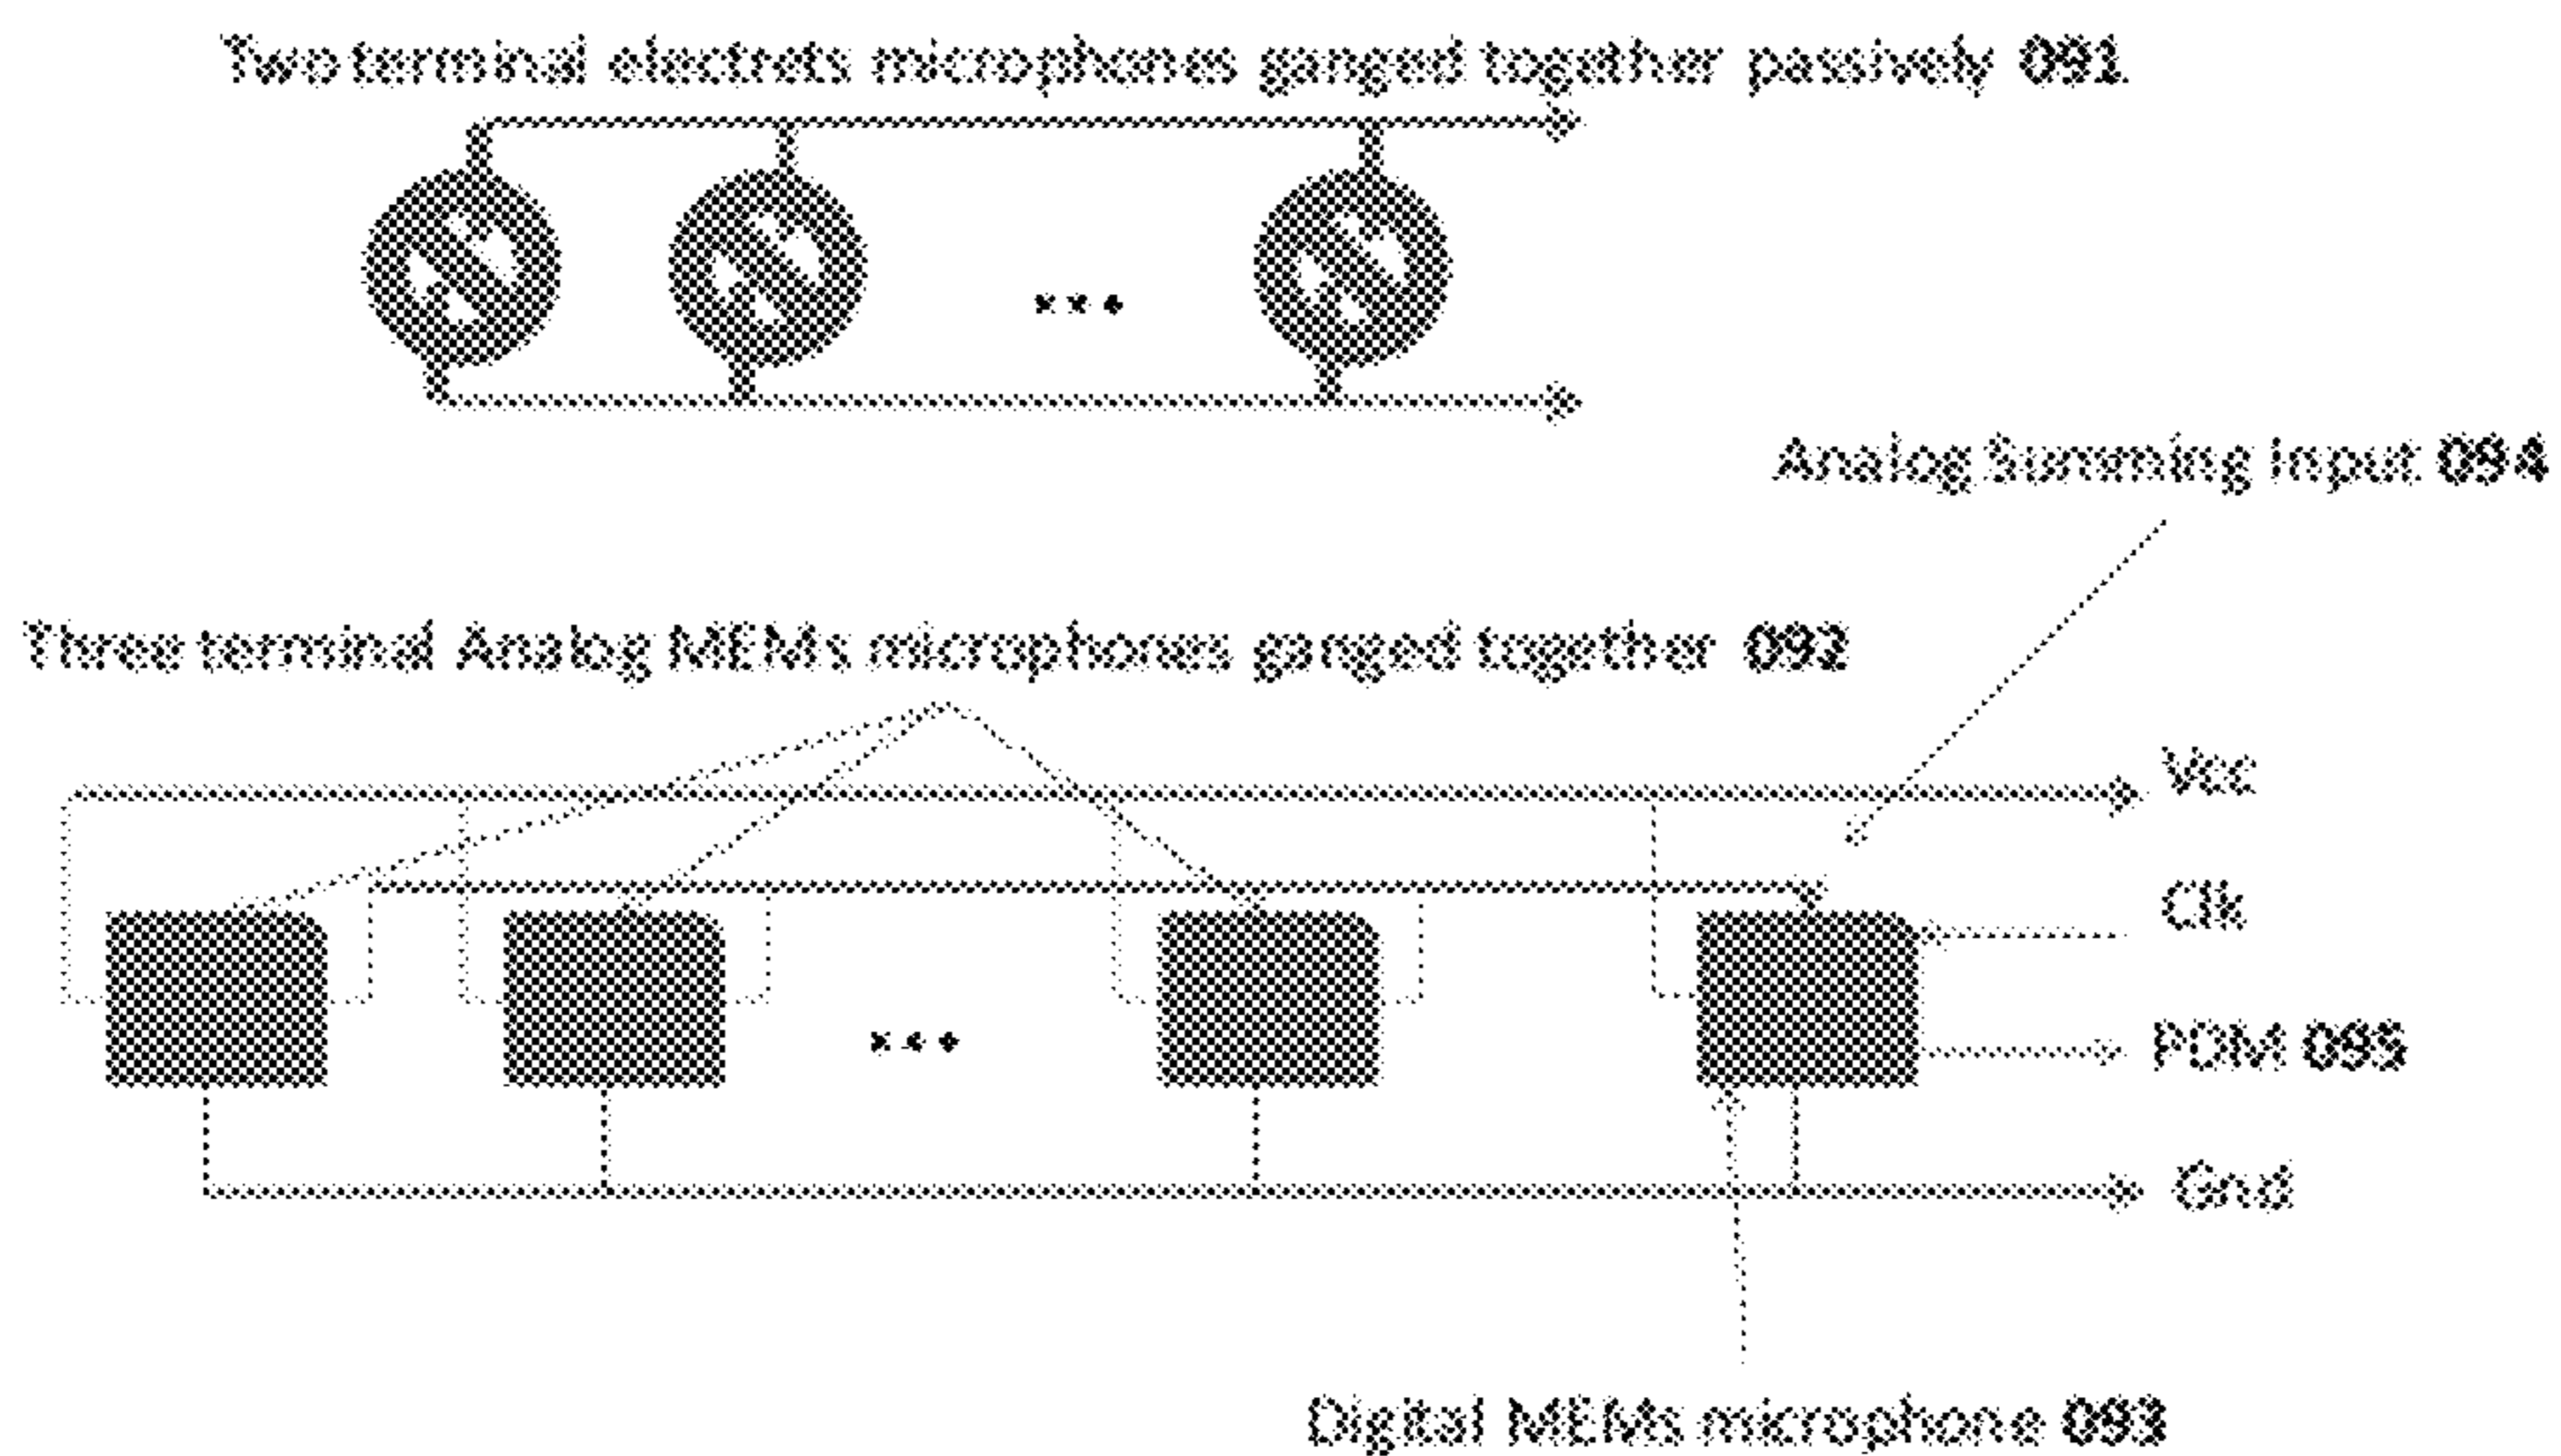 Two terminal electrets microphones ganged together passively 091
Analog Summing Input 094
Three terminal Analog MEMs microphones ganged together 092
Vcc
Clk
PDM 095
Gnd
Digital MEMs microphone 093